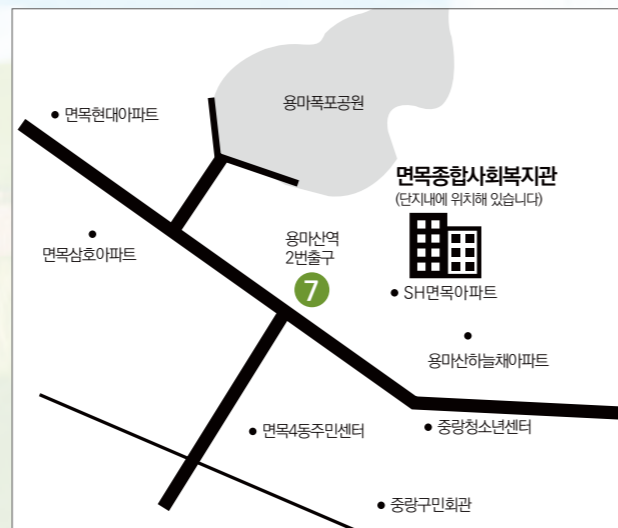 용마폭포공원
면목현대아파트
면목종합사회복지관
(단지내에 위치해 있습니다)
면목삼호아파트
용마산역
2번출구
7
SH면목아파트
용마산하늘채아파트
면목4동주민센터
중랑청소년센터
중랑구민회관